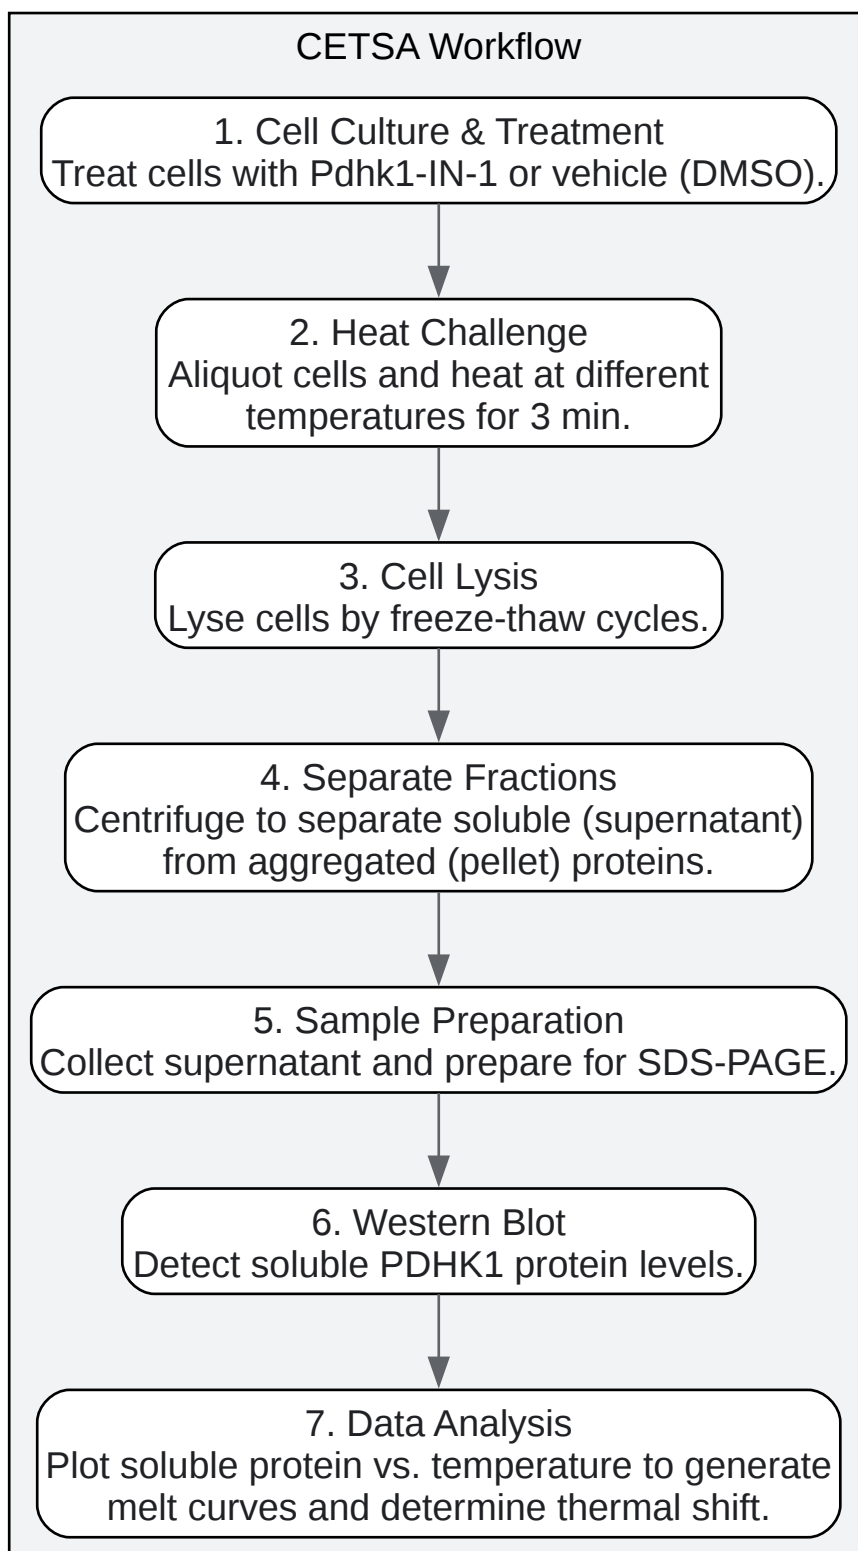 CETSA Workflow
1. Cell Culture & Treatment
Treat cells with Pdhk1-IN-1 or vehicle (DMSO).
2. Heat Challenge
Aliquot cells and heat at different
temperatures for 3 min.
3. Cell Lysis
Lyse cells by freeze-thaw cycles.
4. Separate Fractions
Centrifuge to separate soluble (supernatant)
from aggregated (pellet) proteins.
5. Sample Preparation
Collect supernatant and prepare for SDS-PAGE.
6. Western Blot
Detect soluble PDHK1 protein levels.
7. Data Analysis
Plot soluble protein vs. temperature to generate
melt curves and determine thermal shift.